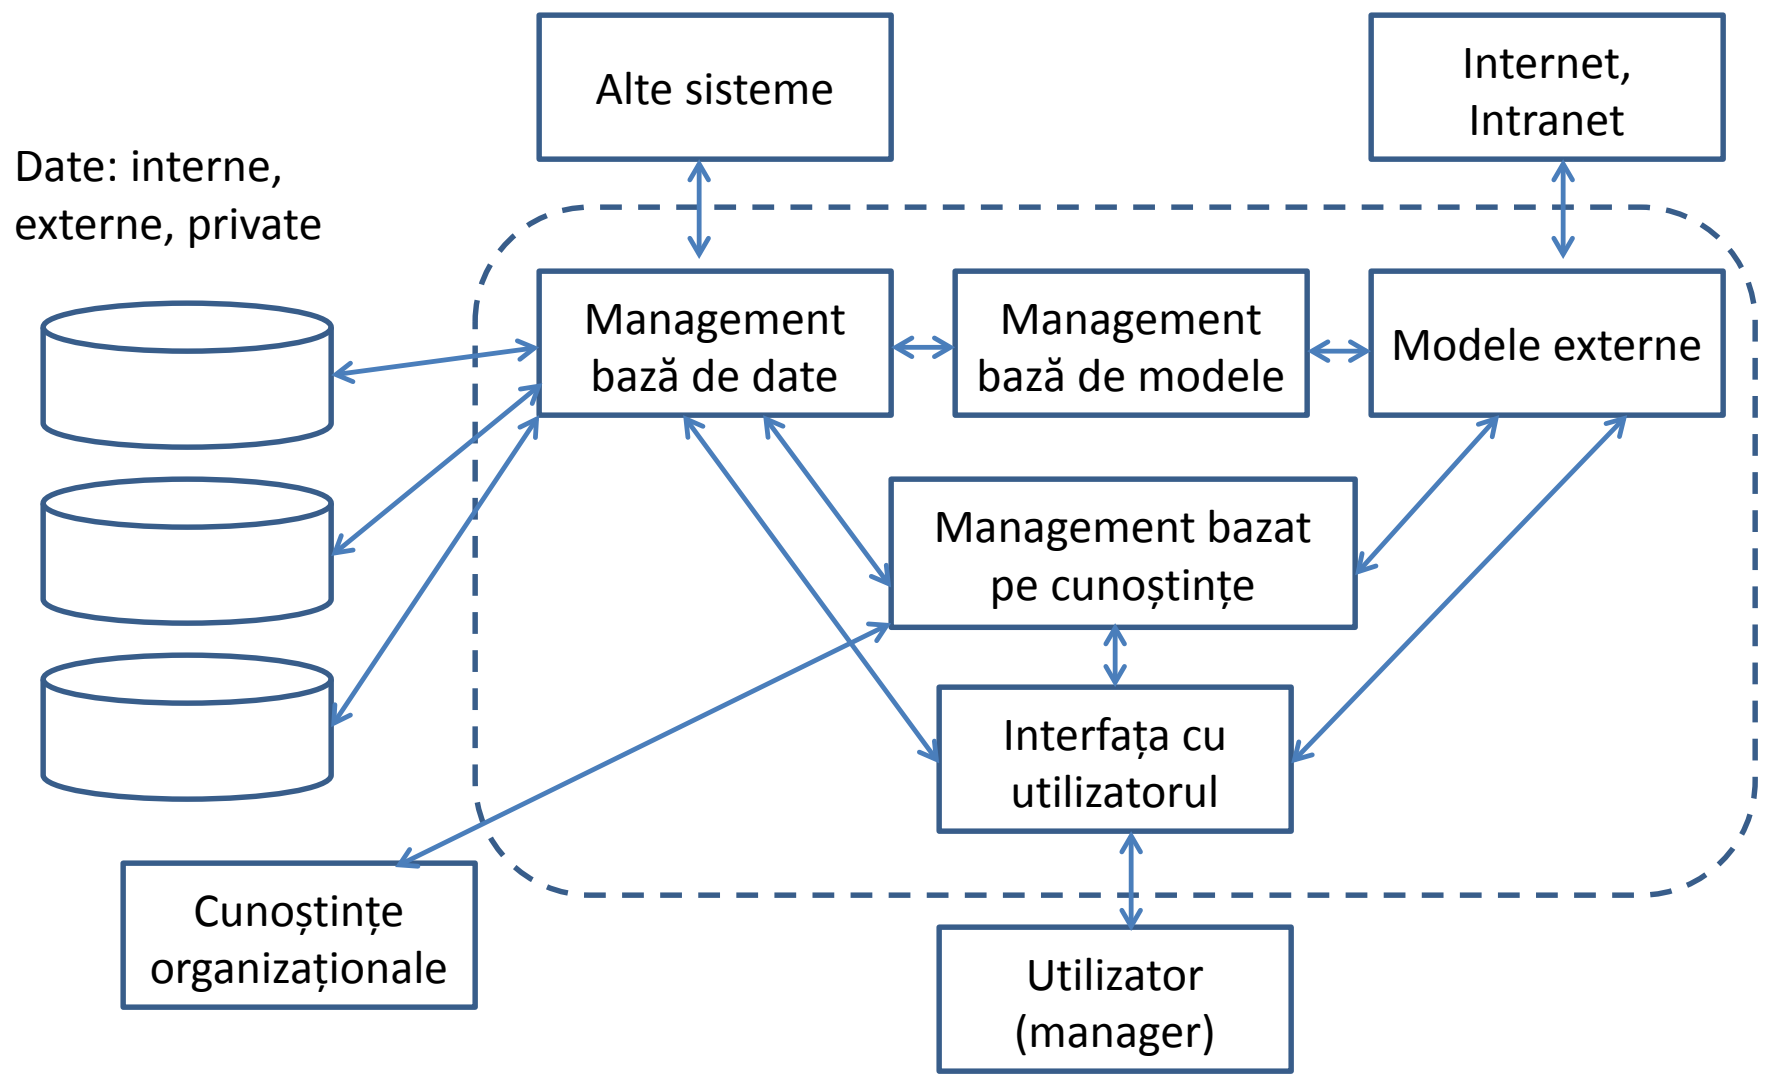 Alte sisteme
Internet,
Intranet
Date: interne,
externe, private
Management
bază de date
Management
bază de modele
Modele externe
Management bazat
pe cunoștințe
Interfața cu
utilizatorul
Cunoștințe
organizaționale
Utilizator
(manager)